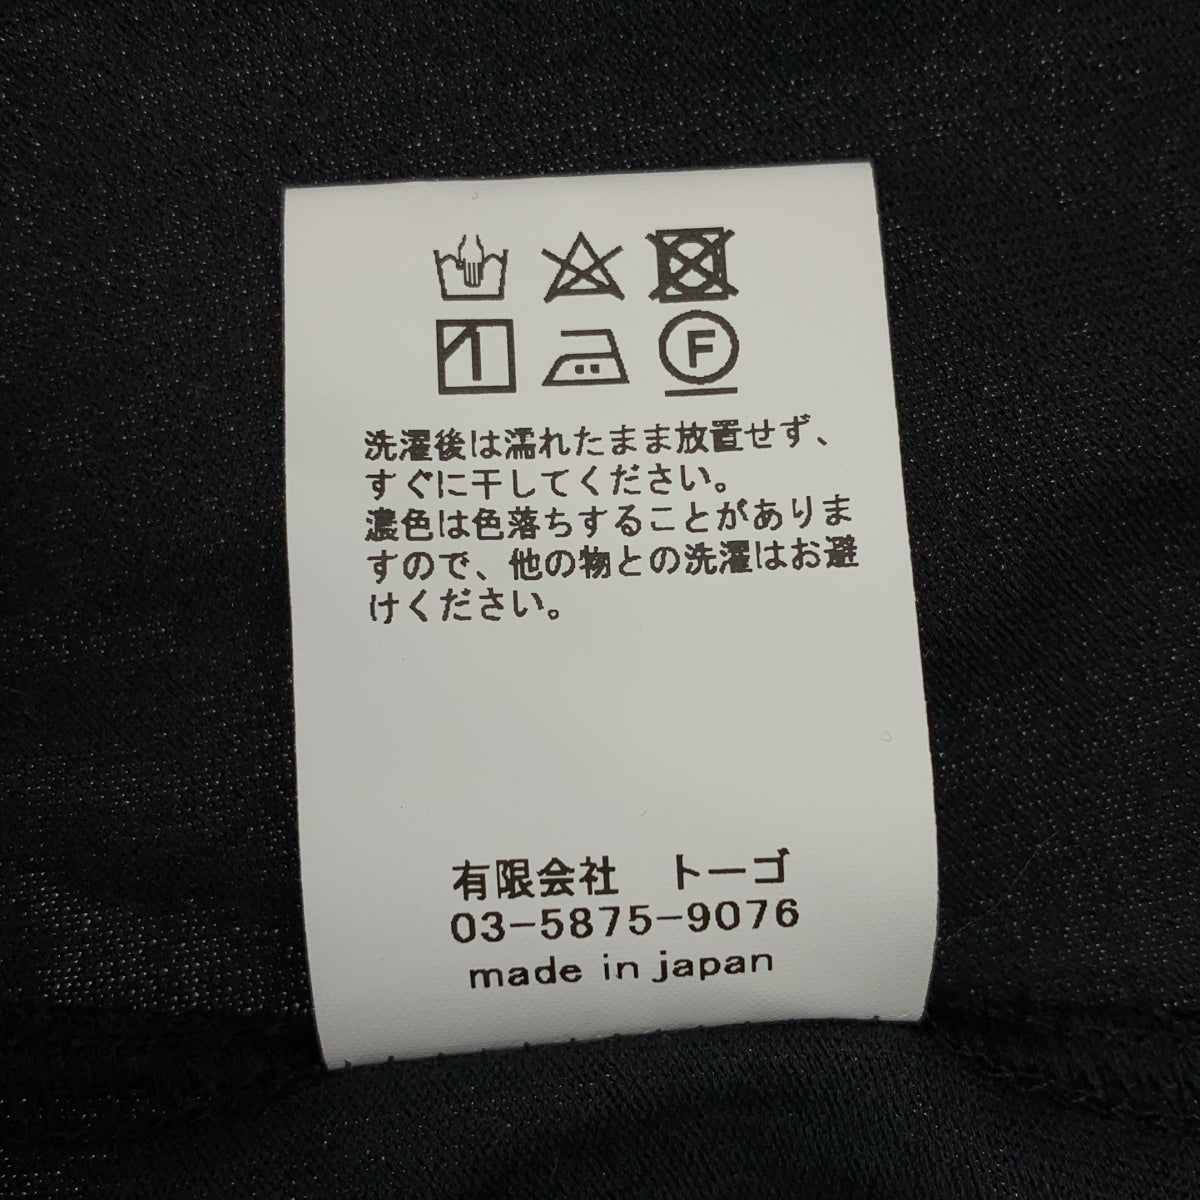 F
洗濯後は濡れたまま放置せず、
すぐに干してください。
濃色は色落ちすることがありま
すので、他の物との洗濯はお避
けください。
有限会社　トーゴ
03-5875-9076
made in japan